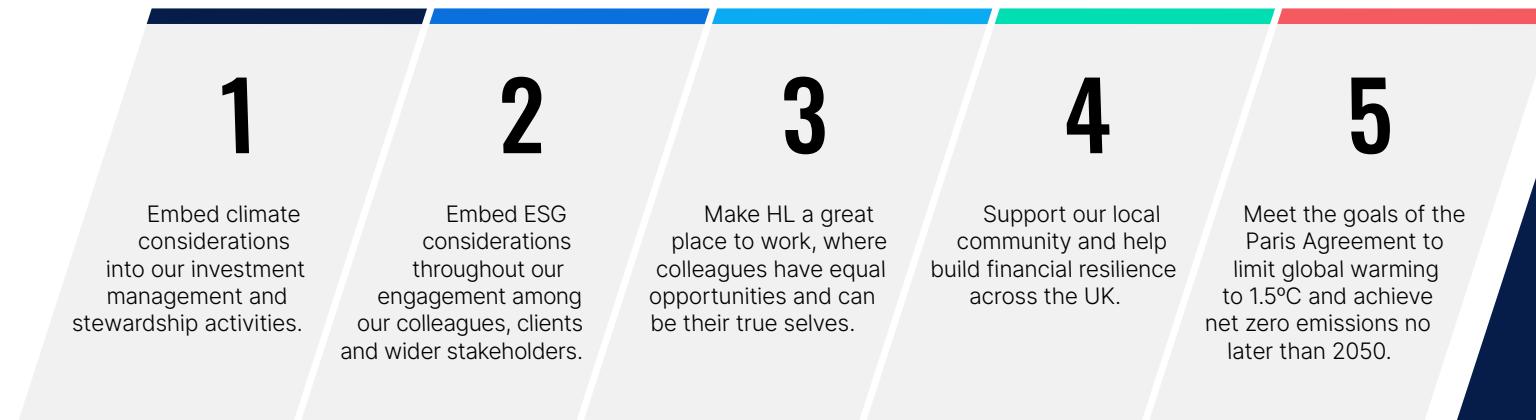 1
Embed climate
considerations
into our investment
management and
stewardship activities.
2
Embed ESG
considerations
throughout our
engagement among
our colleagues, clients
and wider stakeholders.
3
Make HL a great
place to work, where
colleagues have equal
opportunities and can
be their true selves.
4
Support our local
community and help
build financial resilience
across the UK.
5
Meet the goals of the
Paris Agreement to
limit global warming
to 1.5ºC and achieve
net zero emissions no
later than 2050.